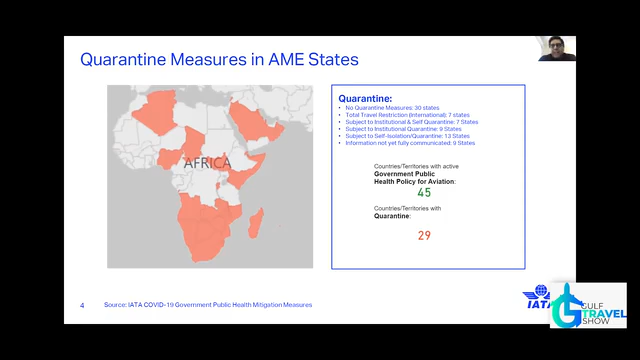 Quarantine Measures in AME States
AFRICA
Quarantine:
• No Quarantine Measures: 30 states
• Total Travel Restriction (International): 7 states
• Subject to Institutional & Self Quarantine: 7 States
• Subject to Institutional Quarantine: 9 States
• Subject to Self-Isolation/Quarantine: 13 States
• Information not yet fully communicated: 9 States
Countries/Territories with active
Government Public
Health Policy for Aviation:
45
Countries/Territories with
Quarantine:
29
4
Source: IATA COVID-19 Government Public Health Mitigation Measures
IATA
GULF
TRAVEL
SHOW